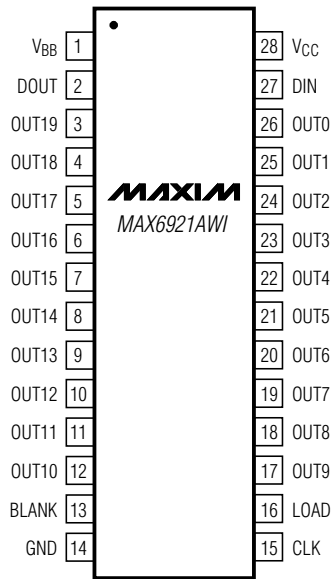 VBB 1 28 VCC
DOUT 2 27 DIN
OUT19 3 26 OUT0
OUT18 4 25 OUT1
OUT17 5 MAXIM 24 OUT2
OUT16 6 MAX6921AWI 23 OUT3
OUT15 7 22 OUT4
OUT14 8 21 OUT5
OUT13 9 20 OUT6
OUT12 10 19 OUT7
OUT11 11 18 OUT8
OUT10 12 17 OUT9
BLANK 13 16 LOAD
GND 14 15 CLK